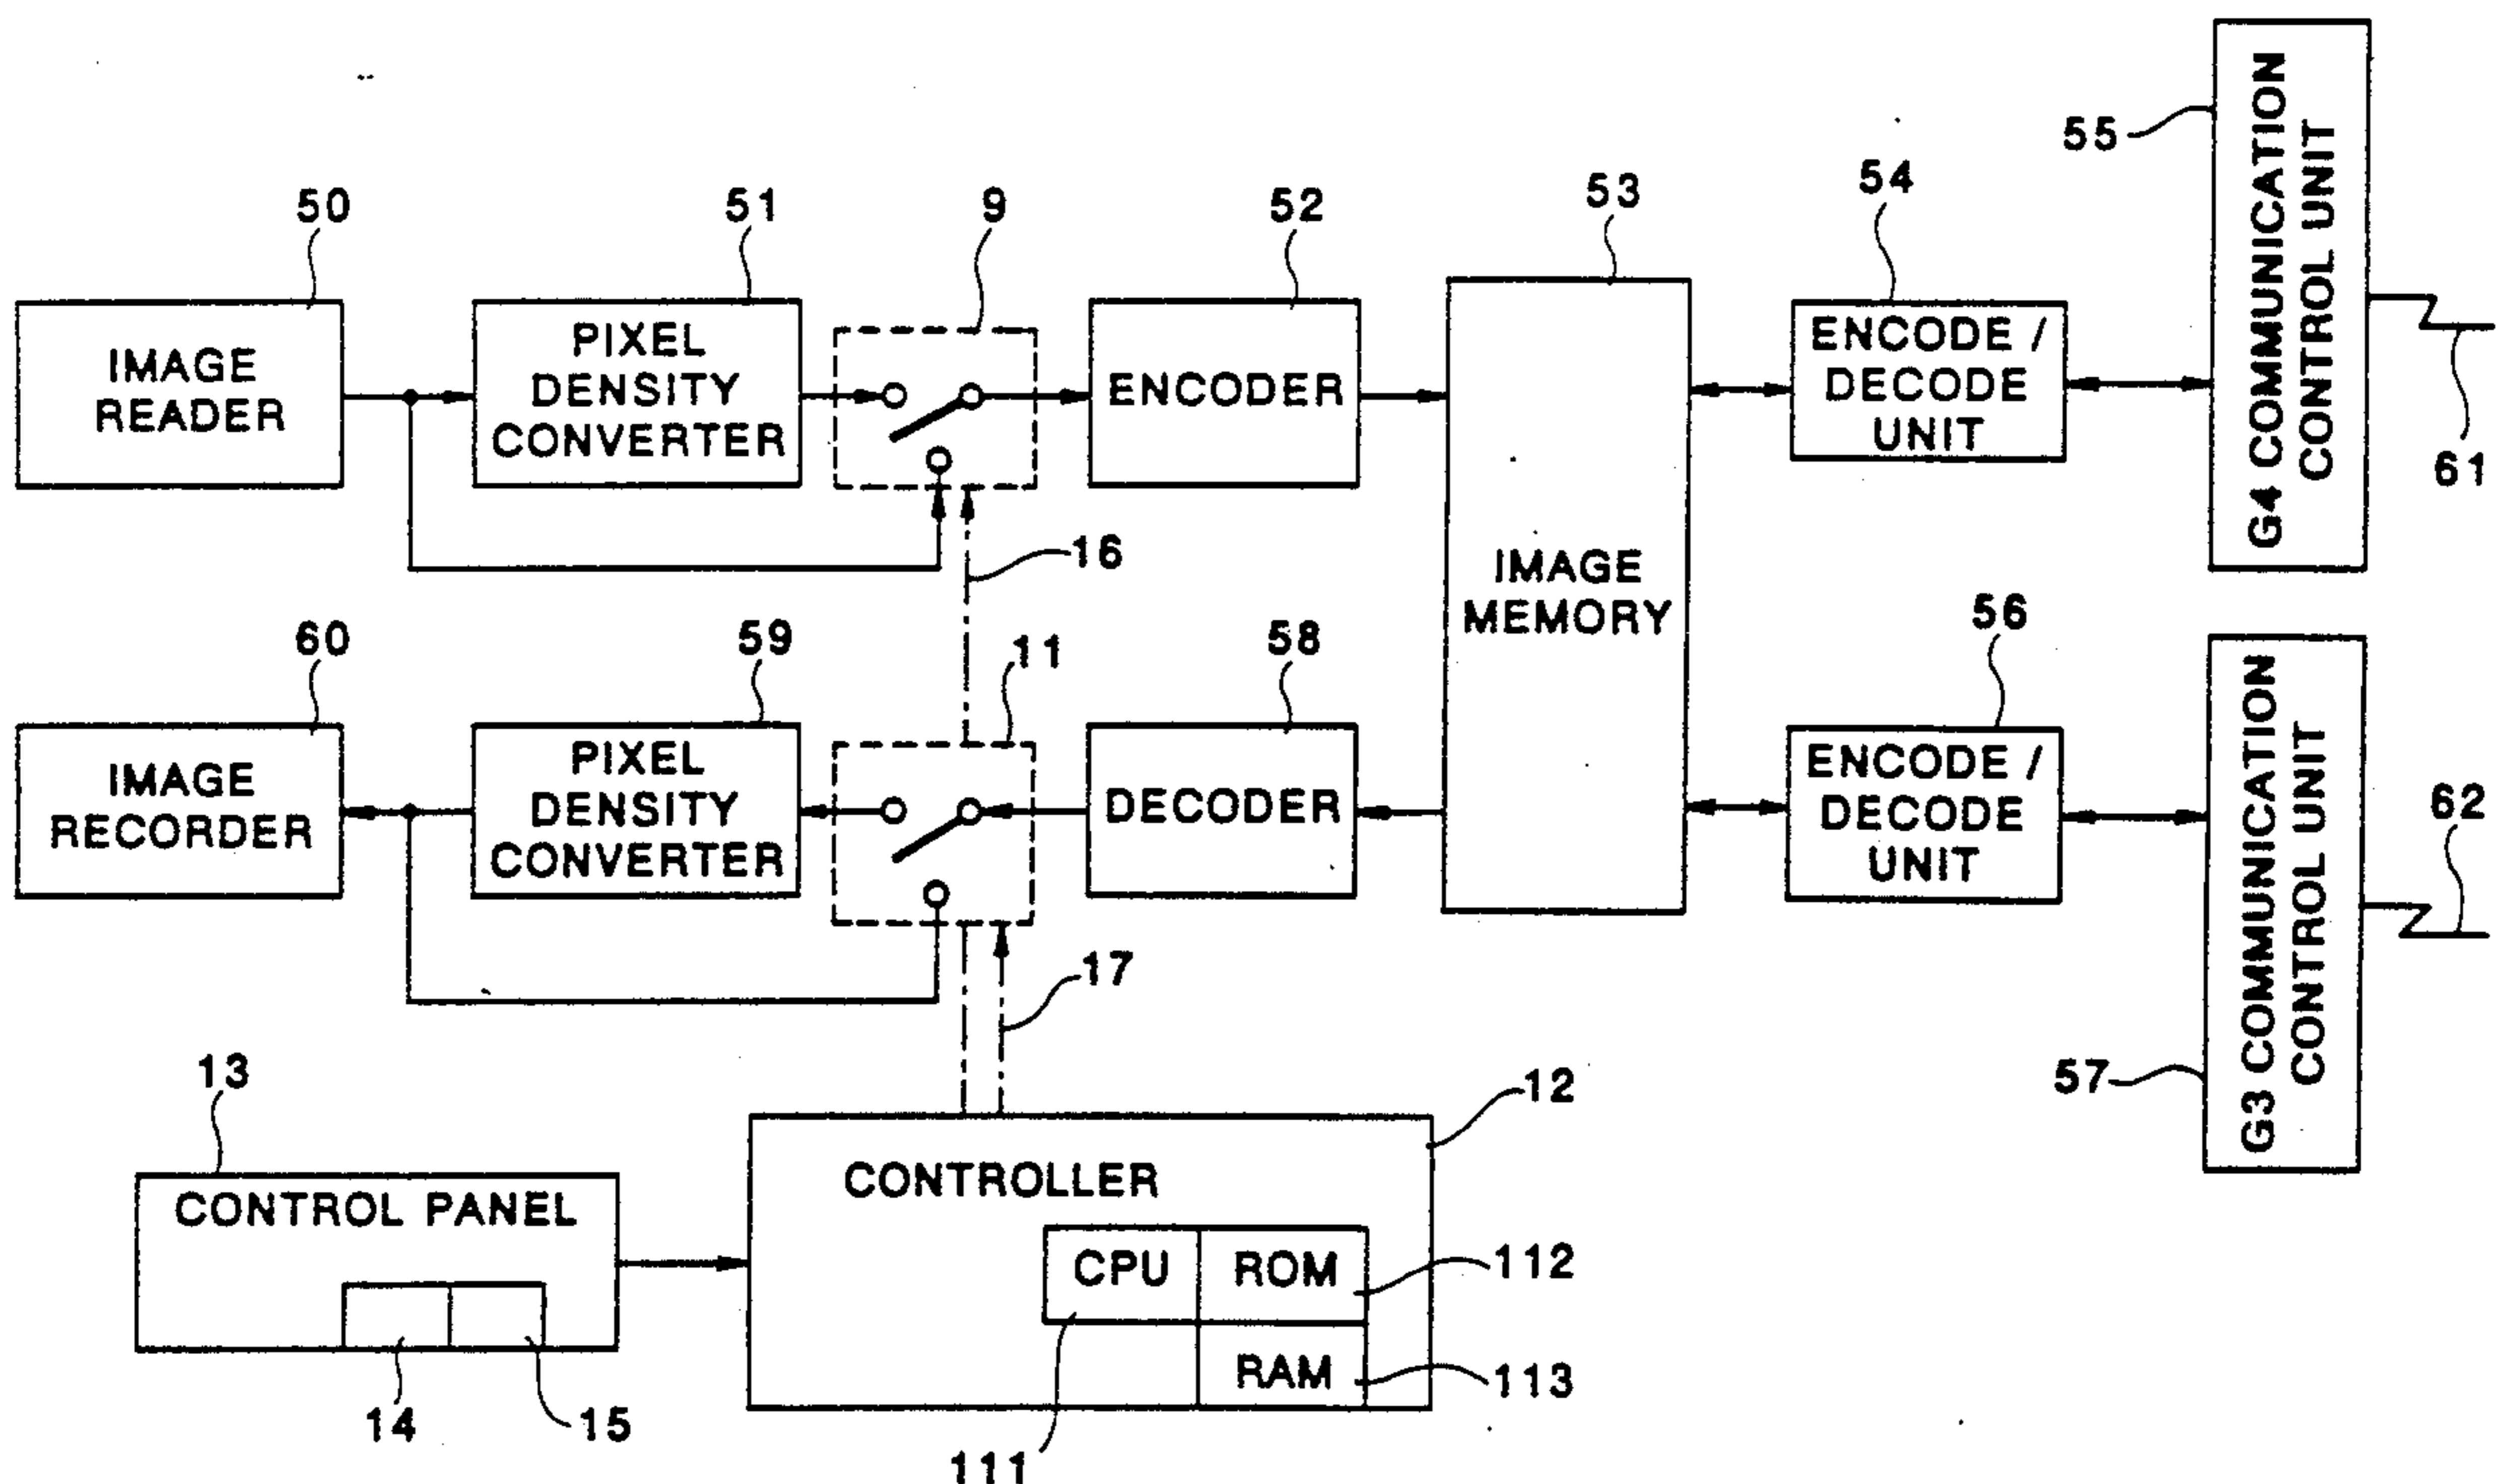 50
51
9
52
53
54
55
IMAGE
READER
PIXEL
DENSITY
CONVERTER
ENCODER
ENCODE /
DECODE
UNIT
G4 COMMUNICATION
CONTROL UNIT
61
16
IMAGE
MEMORY
60
59
11
58
56
IMAGE
RECORDER
PIXEL
DENSITY
CONVERTER
DECODER
ENCODE /
DECODE
UNIT
G3 COMMUNICATION
CONTROL UNIT
62
57
17
13
12
CONTROL PANEL
14
15
CONTROLLER
CPU
ROM
RAM
112
113
111